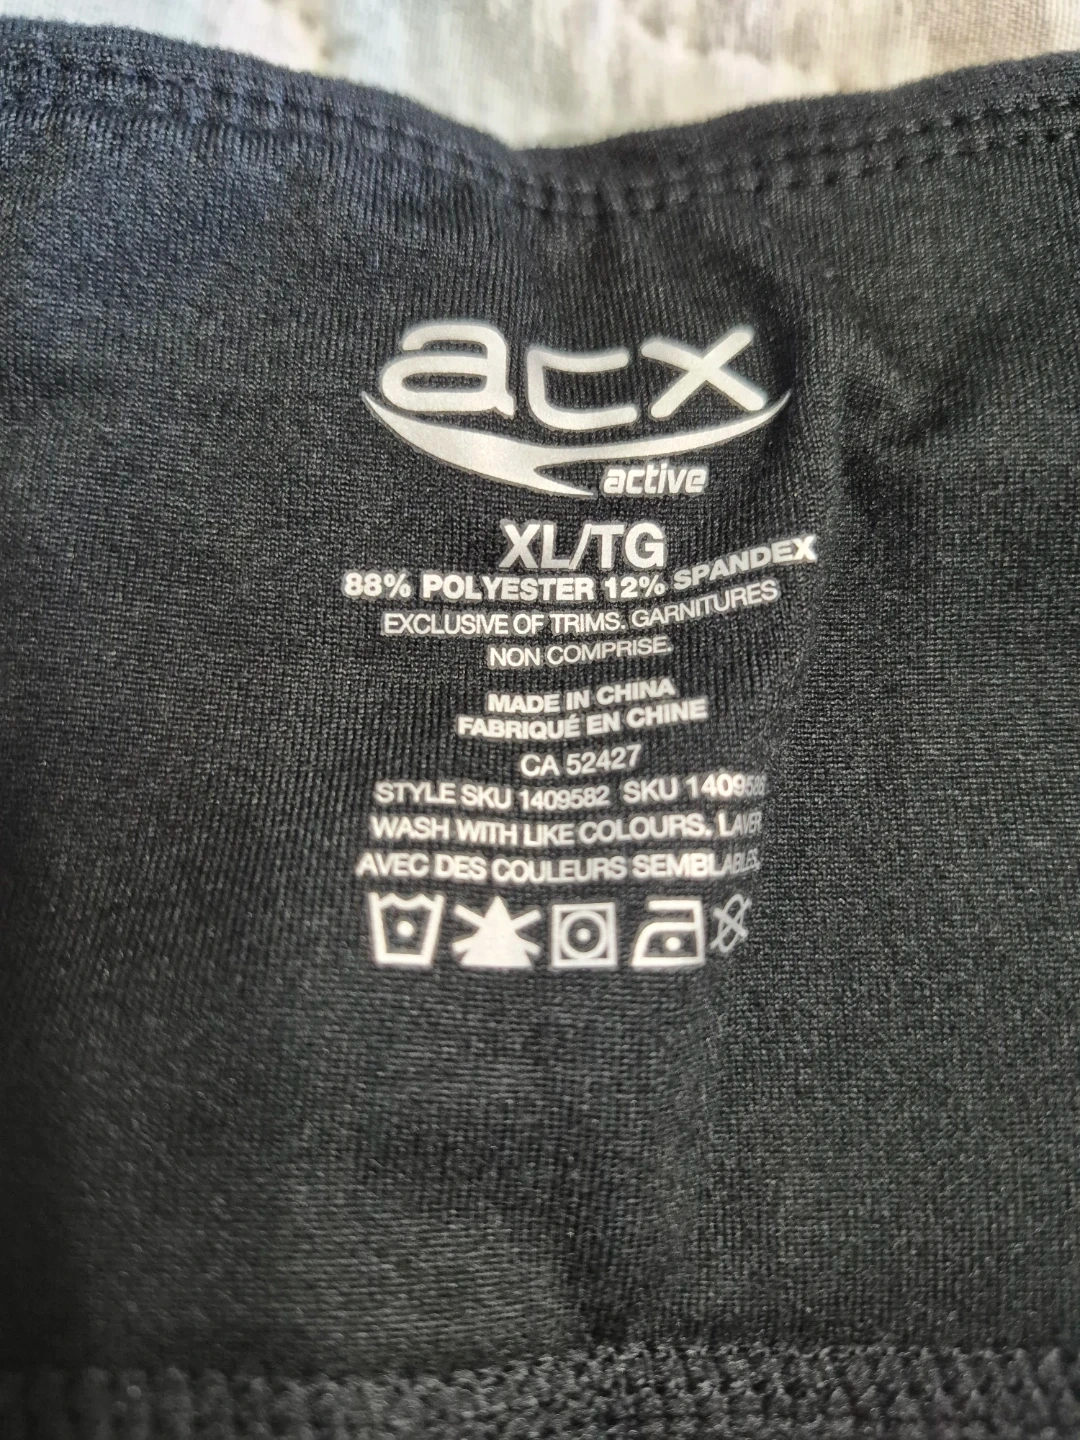 acx
active
XL/TG
88% POLYESTER 12% SPANDEX
EXCLUSIVE OF TRIMS. GARNITURES
NON COMPRISE.
MADE IN CHINA
FABRIQUÉ EN CHINE
CA 52427
STYLE SKU 1409582 SKU
WASH WITH LIKE COLOURS. LAVER
AVEC DES COULEURS SEMBLABLES.